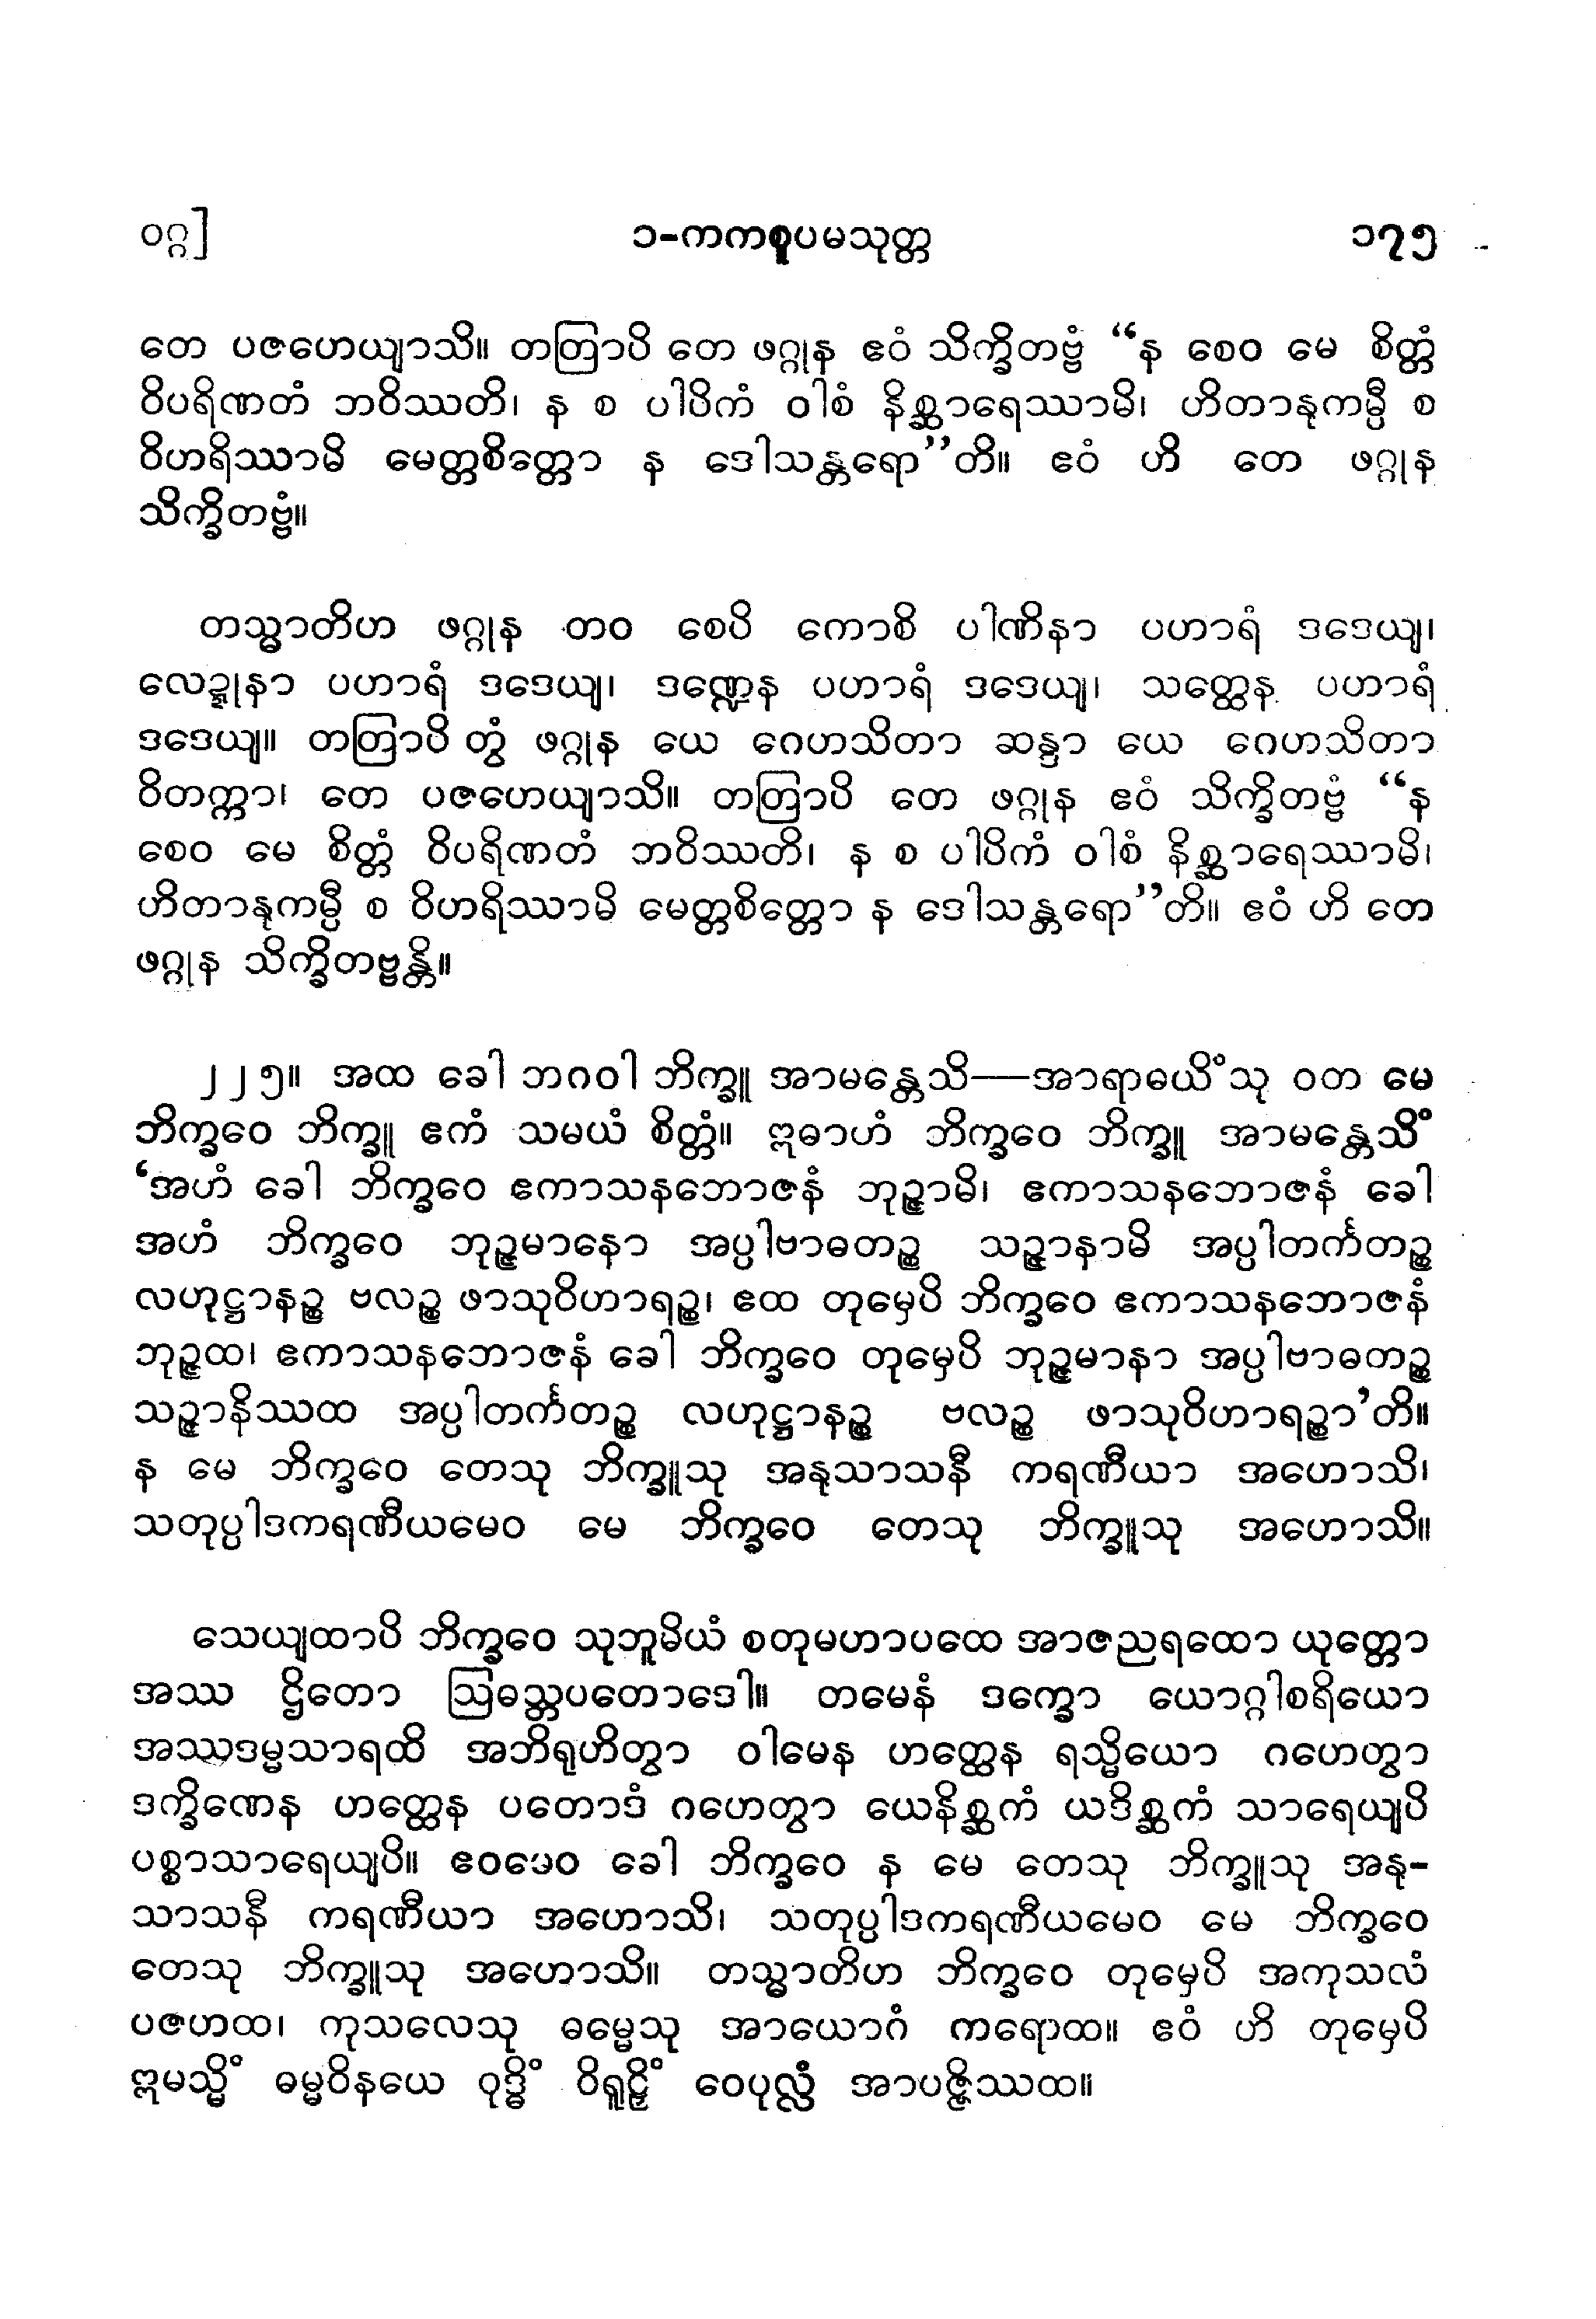 ဝဂ္ဂ] ၁-ကကစူပမသုတ္တ ၁၇၅
တေ ပဇဟေယျာသိ။ တတြာပိ တေ ဖဂ္ဂုန ဧဝံ သိက္ခိတဗ္ဗံ “န စေဝ မေ စိတ္တံ
ဝိပရိဏတံ ဘဝိဿတိ၊ န စ ပါပိကံ ဝါစံ နိစ္ဆာရေဿာမိ၊ ဟိတာနုကမ္ပီ စ
ဝိဟရိဿာမိ မေတ္တစိတ္တော န ဒေါသန္တရော”တိ။ ဧဝံ ဟိ တေ ဖဂ္ဂုန
သိက္ခိတဗ္ဗံ။
တသ္မာတိဟ ဖဂ္ဂုန တဝ စေပိ ကောစိ ပါဏိနာ ပဟာရံ ဒဒေယျ၊
လေဍ္ဍုနာ ပဟာရံ ဒဒေယျ၊ ဒဏ္ဍေန ပဟာရံ ဒဒေယျ၊ သတ္ထေန ပဟာရံ
ဒဒေယျ။ တတြာပိ တွံ ဖဂ္ဂုန ယေ ဂေဟသိတာ ဆန္ဒာ ယေ ဂေဟသိတာ
ဝိတက္ကာ၊ တေ ပဇဟေယျာသိ။ တတြာပိ တေ ဖဂ္ဂုန ဧဝံ သိက္ခိတဗ္ဗံ “န
စေဝ မေ စိတ္တံ ဝိပရိဏတံ ဘဝိဿတိ၊ န စ ပါပိကံ ဝါစံ နိစ္ဆာရေဿာမိ၊
ဟိတာနုကမ္ပီ စ ဝိဟရိဿာမိ မေတ္တစိတ္တော န ဒေါသန္တရော”တိ။ ဧဝံ ဟိ တေ
ဖဂ္ဂုန သိက္ခိတဗ္ဗန္တိ။
၂၂၅။ အထ ခေါ ဘဂဝါ ဘိက္ခူ အာမန္တေသိ—အာရာဓယိံသု ဝတ မေ
ဘိက္ခဝေ ဘိက္ခူ ဧကံ သမယံ စိတ္တံ။ ဣဓာဟံ ဘိက္ခဝေ ဘိက္ခူ အာမန္တေသိံ
‘အဟံ ခေါ ဘိက္ခဝေ ဧကာသနဘောဇနံ ဘုဉ္ဇာမိ၊ ဧကာသနဘောဇနံ ခေါ
အဟံ ဘိက္ခဝေ ဘုဉ္ဇမာနော အပ္ပါဗာဓတဉ္စ သဉ္ဇာနာမိ အပ္ပါတင်္ကတဉ္စ
လဟုဋ္ဌာနဉ္စ ဗလဉ္စ ဖာသုဝိဟာရဉ္စ၊ ဧထ တုမှေပိ ဘိက္ခဝေ ဧကာသနဘောဇနံ
ဘုဉ္ဇထ၊ ဧကာသနဘောဇနံ ခေါ ဘိက္ခဝေ တုမှေပိ ဘုဉ္ဇမာနာ အပ္ပါဗာဓတဉ္စ
သဉ္ဇာနိဿထ အပ္ပါတင်္ကတဉ္စ လဟုဋ္ဌာနဉ္စ ဗလဉ္စ ဖာသုဝိဟာရဉ္စာ’တိ။
န မေ ဘိက္ခဝေ တေသု ဘိက္ခူသု အနုသာသနီ ကရဏီယာ အဟောသိ၊
သတုပ္ပါဒကရဏီယမေဝ မေ ဘိက္ခဝေ တေသု ဘိက္ခူသု အဟောသိ။
သေယျထာပိ ဘိက္ခဝေ သုဘူမိယံ စတုမဟာပထေ အာဇညရထော ယုတ္တော
အဿ ဌိတော ဩဓသ္တပတောဒေါ။ တမေနံ ဒက္ခော ယောဂ္ဂါစရိယော
အဿဒမ္မသာရထိ အဘိရုဟိတွာ ဝါမေန ဟတ္ထေန ရသ္မိယော ဂဟေတွာ
ဒက္ခိဏေန ဟတ္ထေန ပတောဒံ ဂဟေတွာ ယေနိစ္ဆကံ ယဒိစ္ဆကံ သာရေယျပိ
ပစ္စာသာရေယျပိ။ ဧဝမေဝ ခေါ ဘိက္ခဝေ န မေ တေသု ဘိက္ခူသု အနု-
သာသနီ ကရဏီယာ အဟောသိ၊ သတုပ္ပါဒကရဏီယမေဝ မေ ဘိက္ခဝေ
တေသု ဘိက္ခူသု အဟောသိ။ တသ္မာတိဟ ဘိက္ခဝေ တုမှေပိ အကုသလံ
ပဇဟထ၊ ကုသလေသု ဓမ္မေသု အာယောဂံ ကရောထ။ ဧဝံ ဟိ တုမှေပိ
ဣမသ္မိံ ဓမ္မဝိနယေ ဝုဒ္ဓိံ ဝိရူဠှိံ ဝေပုလ္လံ အာပဇ္ဇိဿထ။